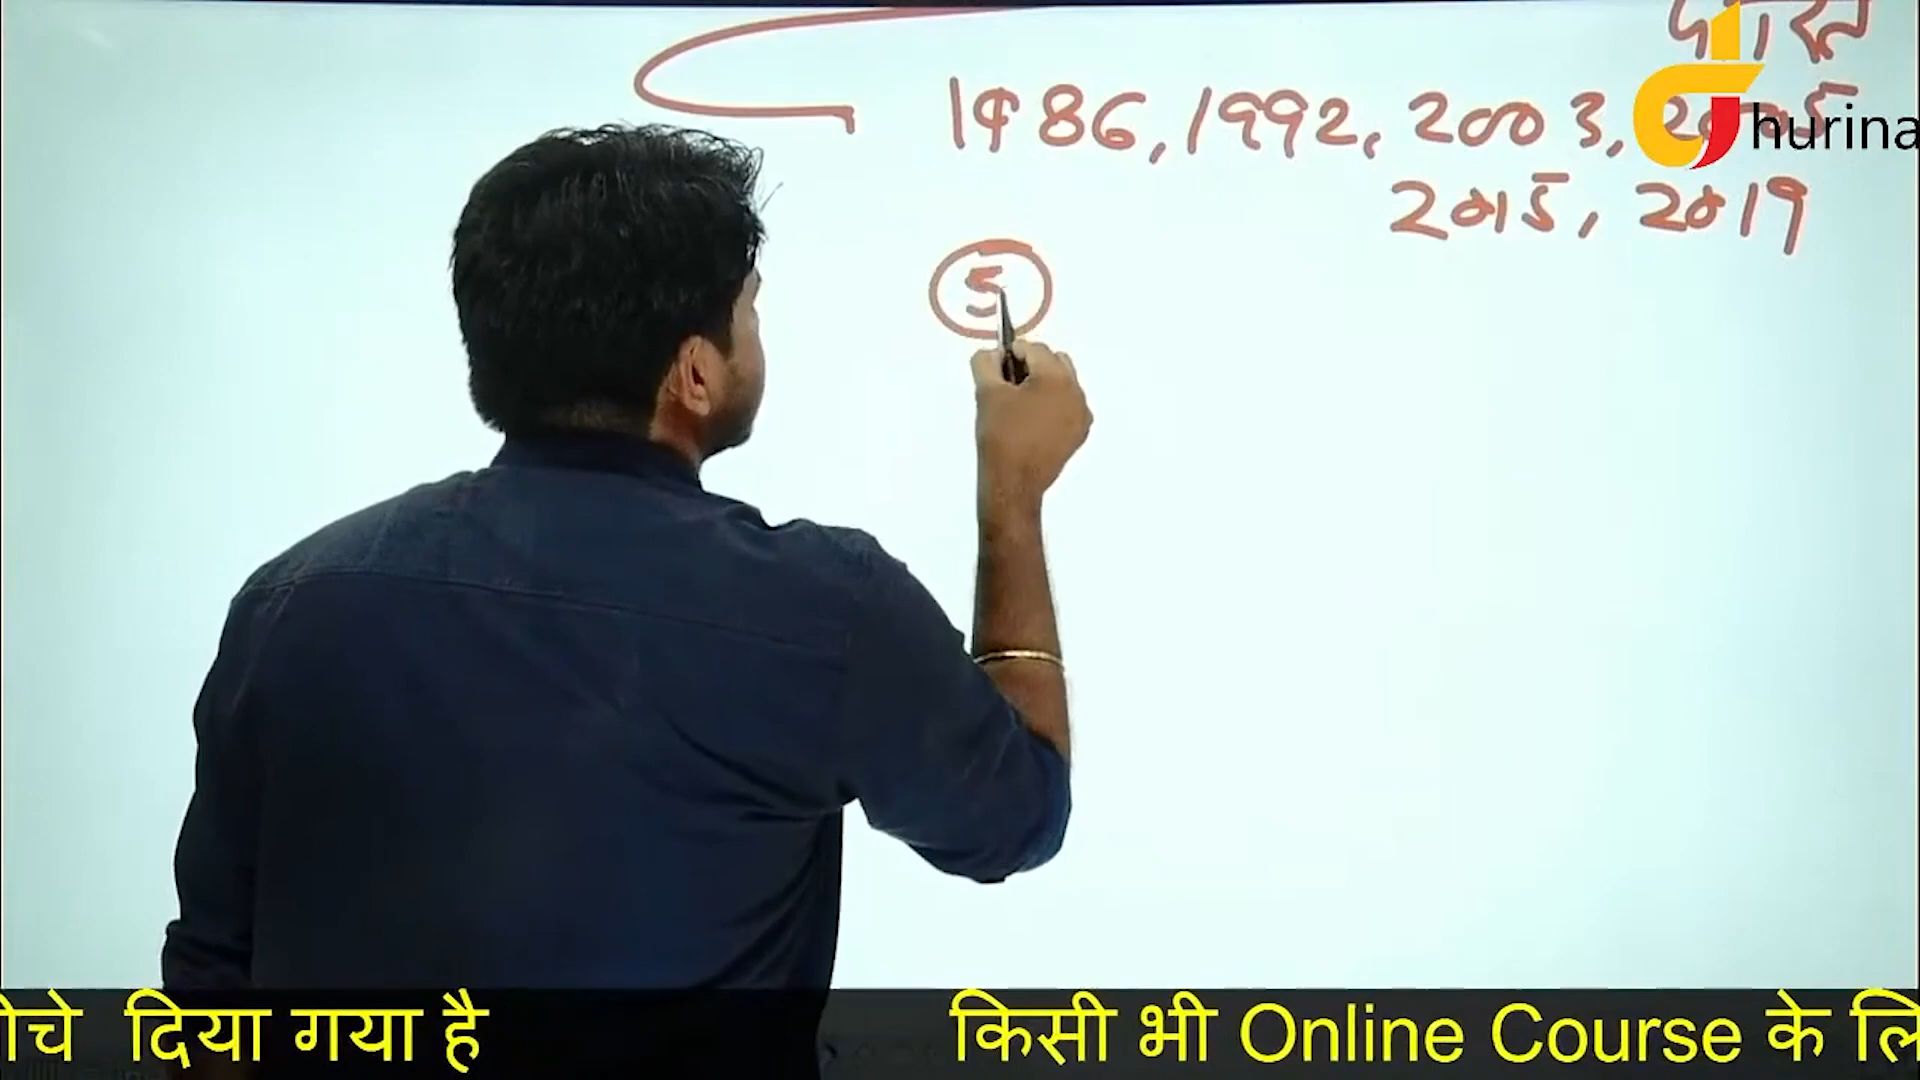 1986, 1992, 2003, 2005
hurina
2015, 2019
5
दिया गया है किसी भी Online Course के